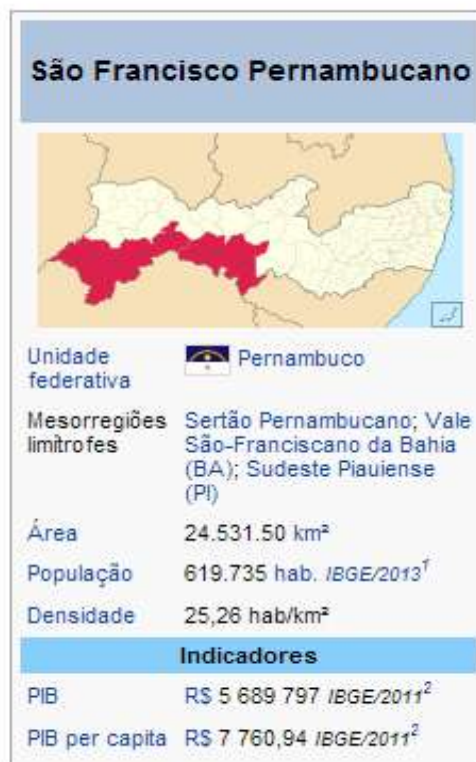 São Francisco Pernambucano
Unidade federativa
Pernambuco
Mesorregiões limítrofes
Sertão Pernambucano; Vale
São-Franciscano da Bahia
(BA); Sudeste Piauiense
(PI)
Área 24.531.50 km²
População 619.735 hab. IBGE/2013¹
Densidade 25,26 hab/km²
Indicadores
PIB R$ 5 689 797 IBGE/2011²
PIB per capita R$ 7 760,94 IBGE/2011²